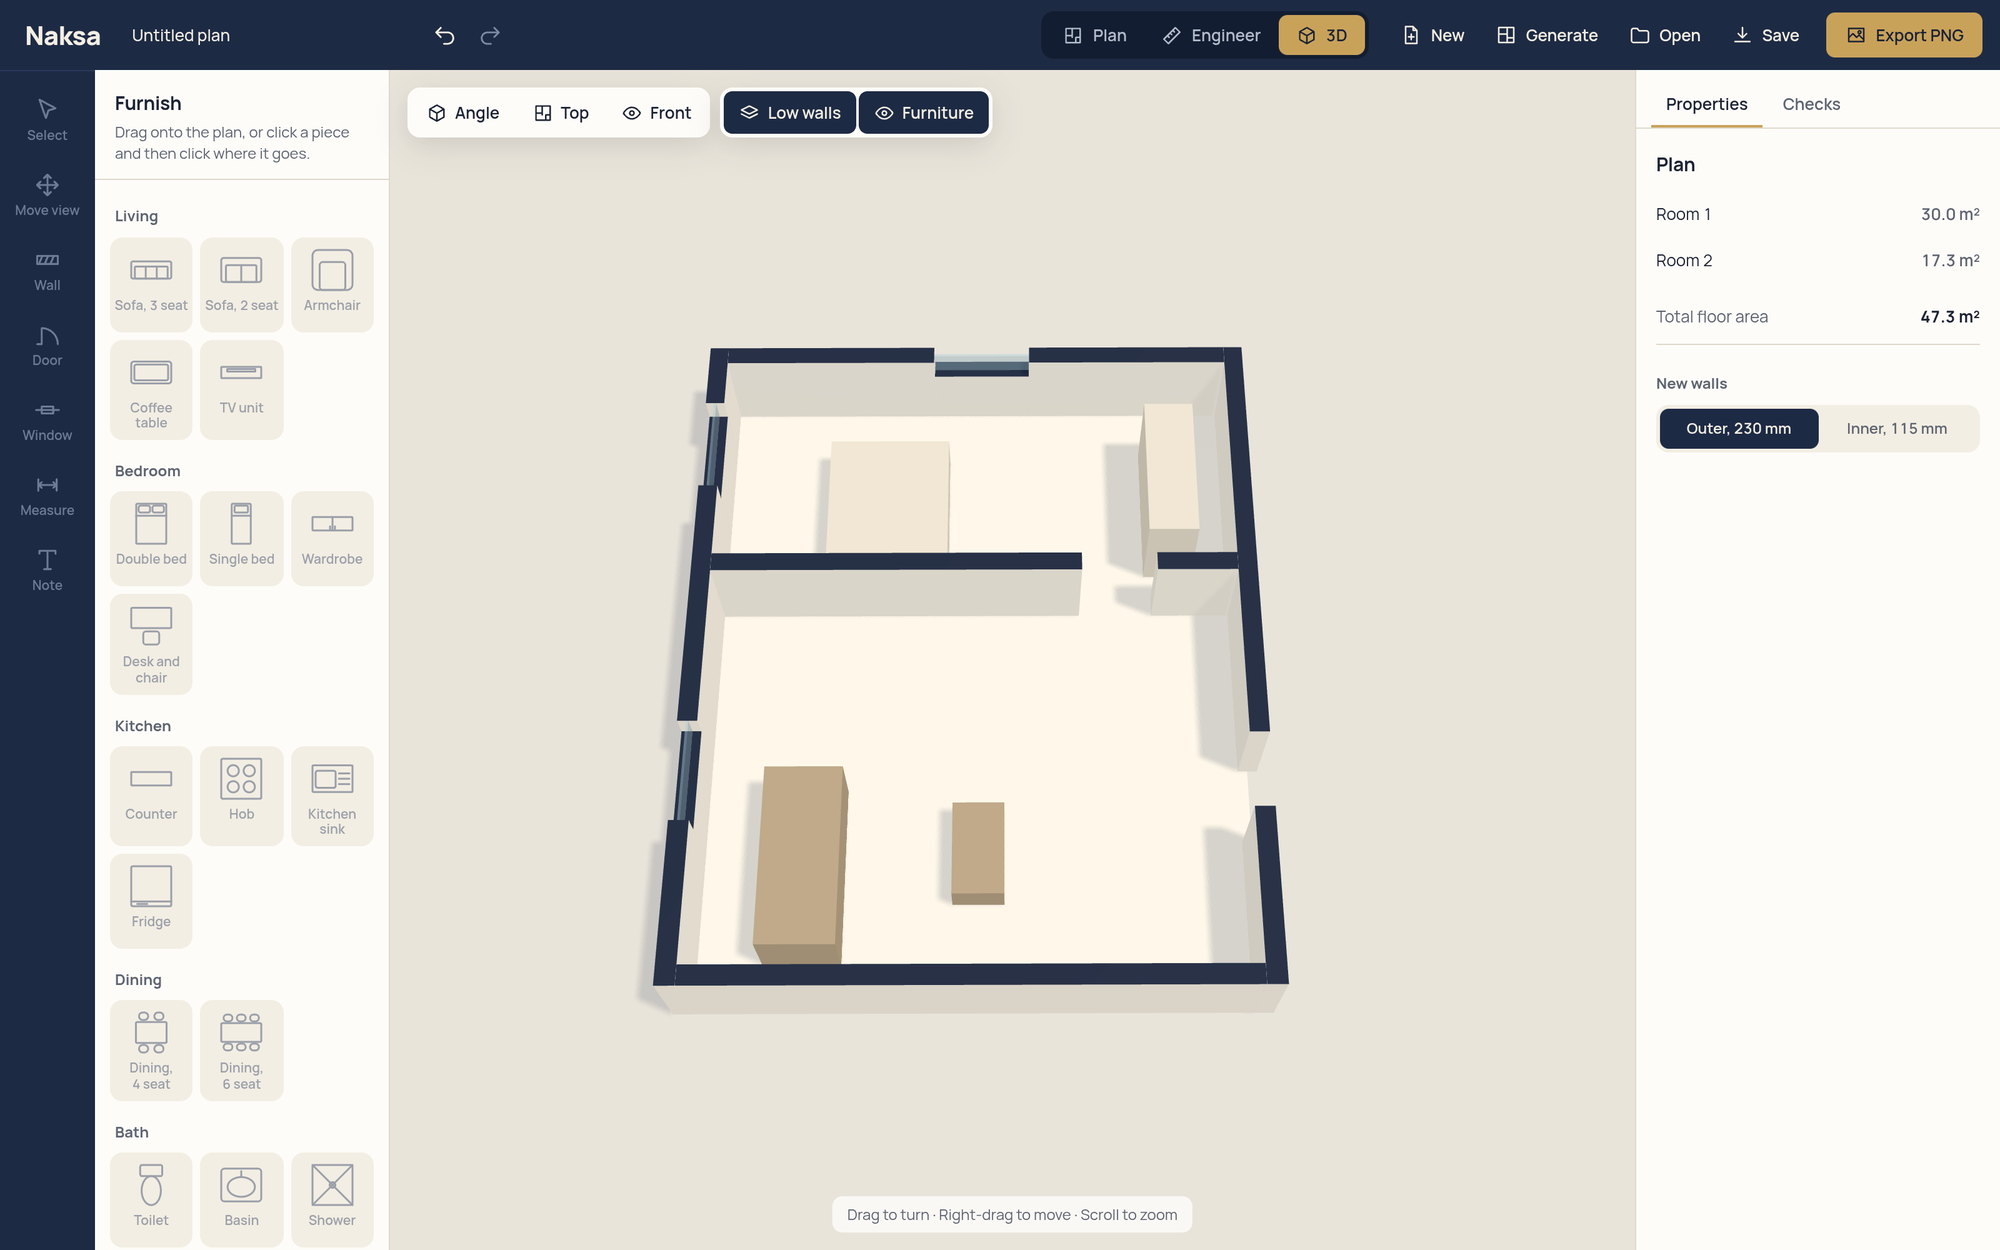 Naksa
Untitled plan
Plan
Engineer
3D
New
Generate
Open
Save
Export PNG
Select
Move view
Wall
Door
Window
Measure
Note
Furnish
Drag onto the plan, or click a piece
and then click where it goes.
Living
Sofa, 3 seat
Sofa, 2 seat
Armchair
Coffee
table
TV unit
Bedroom
Double bed
Single bed
Wardrobe
Desk and
chair
Kitchen
Counter
Hob
Kitchen
sink
Fridge
Dining
Dining,
4 seat
Dining,
6 seat
Bath
Toilet
Basin
Shower
Angle
Top
Front
Low walls
Furniture
Drag to turn · Right-drag to move · Scroll to zoom
Properties
Checks
Plan
Room 1 30.0 m²
Room 2 17.3 m²
Total floor area 47.3 m²
New walls
Outer, 230 mm
Inner, 115 mm